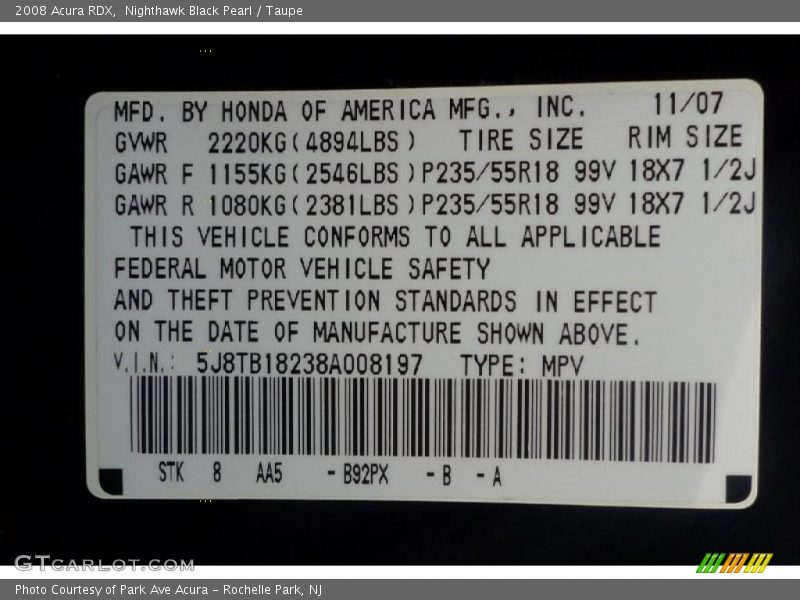 2008 Acura RDX,  Nighthawk Black Pearl / Taupe
MFD. BY HONDA OF AMERICA MFG., INC. 11/07
GVWR 2220KG(4894LBS) TIRE SIZE RIM SIZE
GAWR F 1155KG(2546LBS)P235/55R18 99V 18X7 1/2J
GAWR R 1080KG(2381LBS)P235/55R18 99V 18X7 1/2J
THIS VEHICLE CONFORMS TO ALL APPLICABLE
FEDERAL MOTOR VEHICLE SAFETY
AND THEFT PREVENTION STANDARDS IN EFFECT
ON THE DATE OF MANUFACTURE SHOWN ABOVE.
V.I.N.: 5J8TB18238A008197 TYPE: MPV
STK 8 AA5 -B92PX -B -A
GTCARLOT.COM
Photo Courtesy of Park Ave Acura - Rochelle Park, NJ